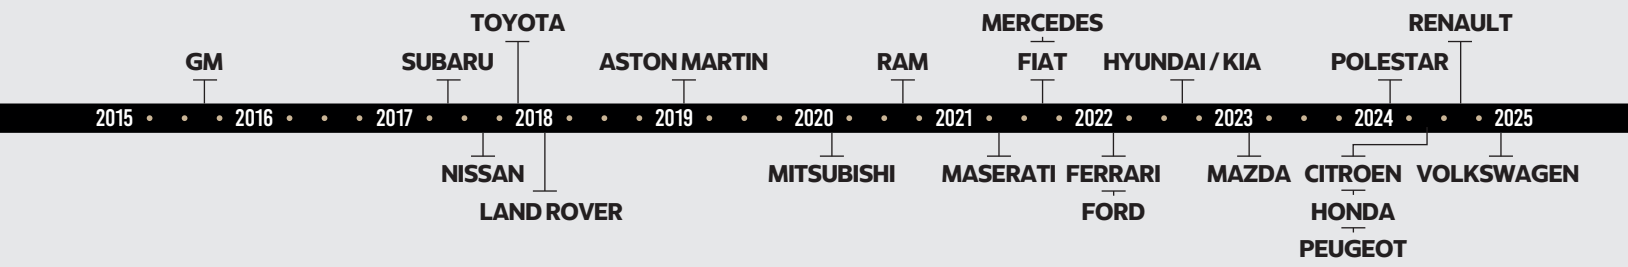 TOYOTA MERCEDES RENAULT
GM SUBARU ASTON MARTIN RAM FIAT HYUNDAI / KIA POLESTAR
2015 2016 2017 2018 2019 2020 2021 2022 2023 2024 2025
NISSAN MITSUBISHI MASERATI FERRARI MAZDA CITROEN VOLKSWAGEN
LAND ROVER FORD HONDA
PEUGEOT